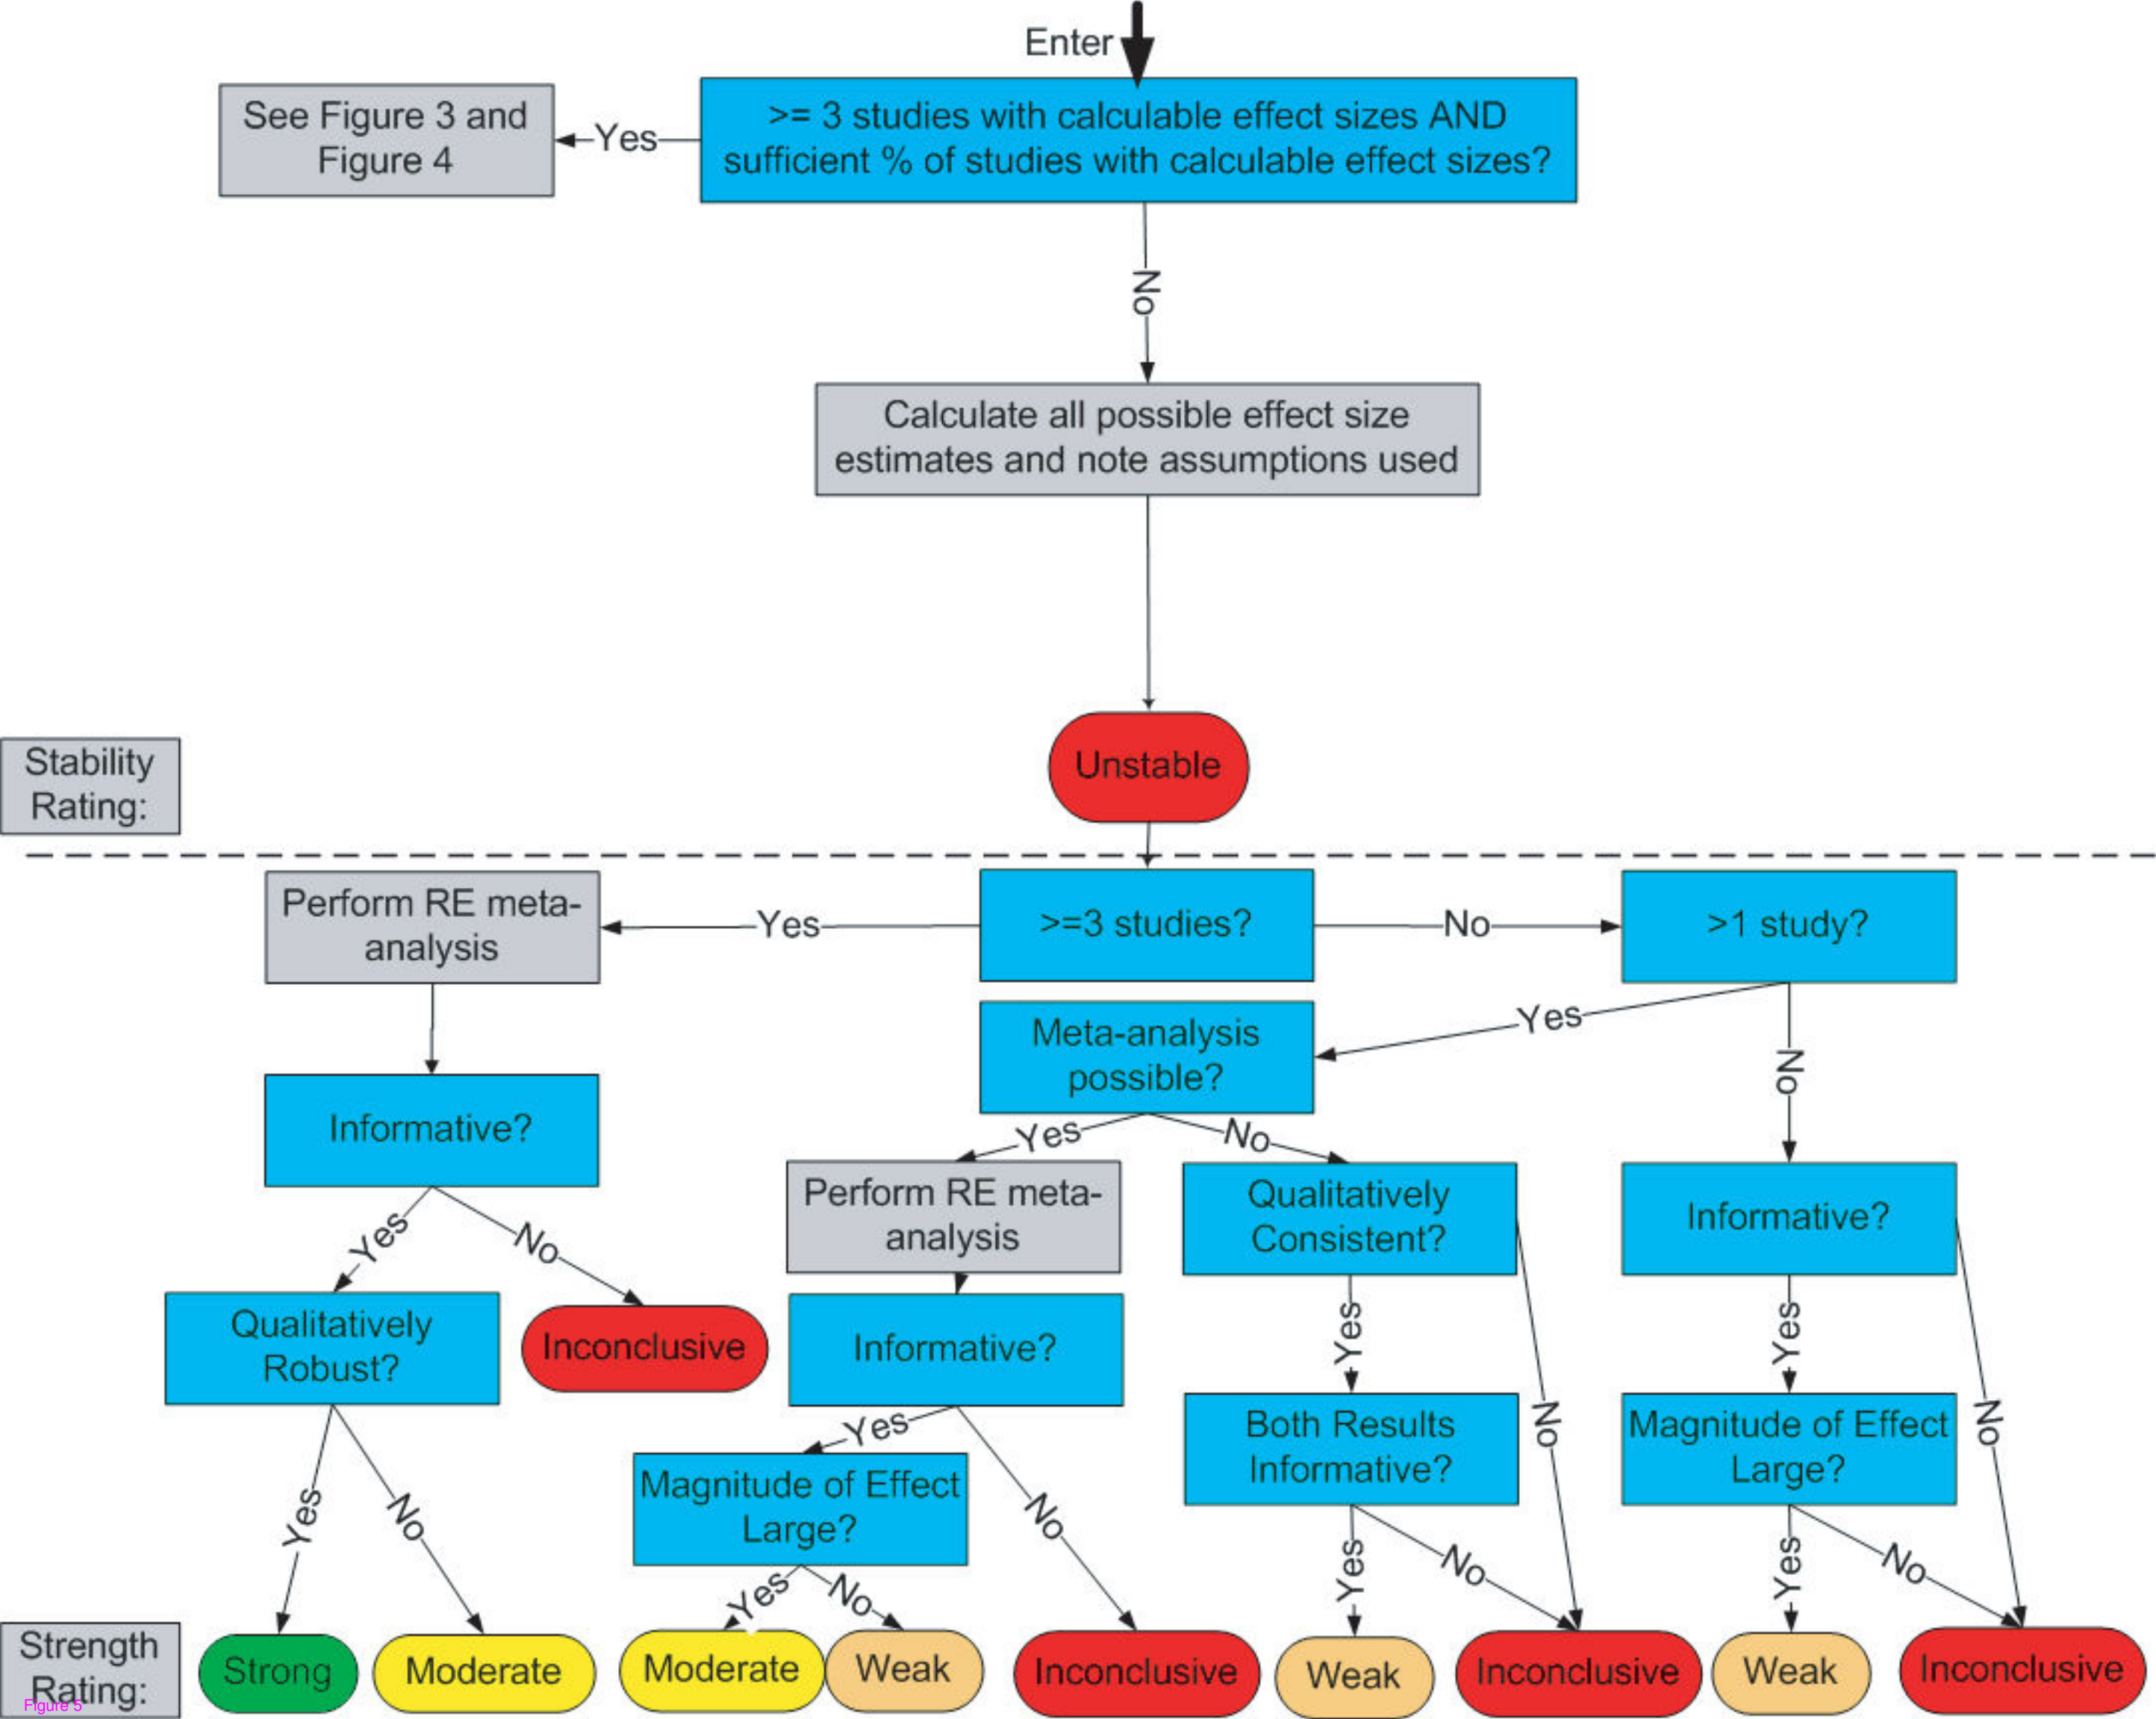 Enter
See Figure 3 and
Figure 4
Yes
>= 3 studies with calculable effect sizes AND
sufficient % of studies with calculable effect sizes?
No
Calculate all possible effect size
estimates and note assumptions used
Unstable
Stability
Rating:
Perform RE meta-
analysis
Yes
>=3 studies?
No
>1 study?
Yes
No
Meta-analysis
possible?
Yes
No
Informative?
Yes
No
Perform RE meta-
analysis
Qualitatively
Consistent?
Informative?
Qualitatively
Robust?
Inconclusive
Informative?
Yes
No
Yes
No
Yes
No
Both Results
Informative?
Magnitude of Effect
Large?
Yes
No
Magnitude of Effect
Large?
Yes
No
Yes
No
Yes
No
Strength
Rating:
Figure 5
Strong
Moderate
Moderate
Weak
Inconclusive
Weak
Inconclusive
Weak
Inconclusive